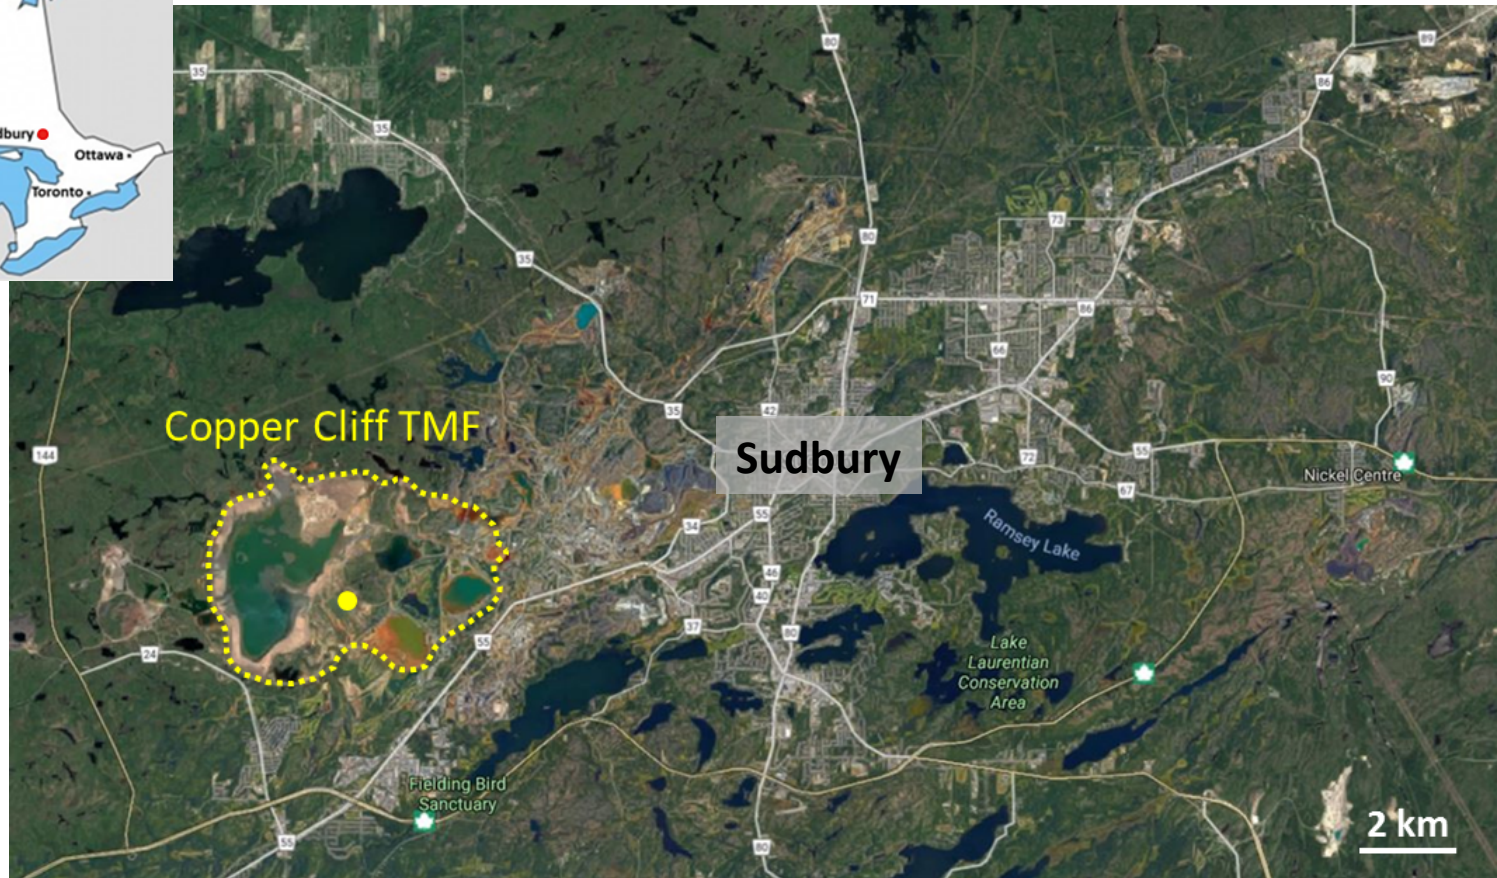 dbury
Ottawa
Toronto
80
89
35
86
35
73
80
35
71
86
66
90
35
42
Copper Cliff TMF
144
55
Sudbury
72
Nickel Centre
67
55
34
Ramsey Lake
46
40
37
80
55
24
Lake
Laurentian
Conservation
Area
Fielding Bird
Sanctuary
55
80
2 km